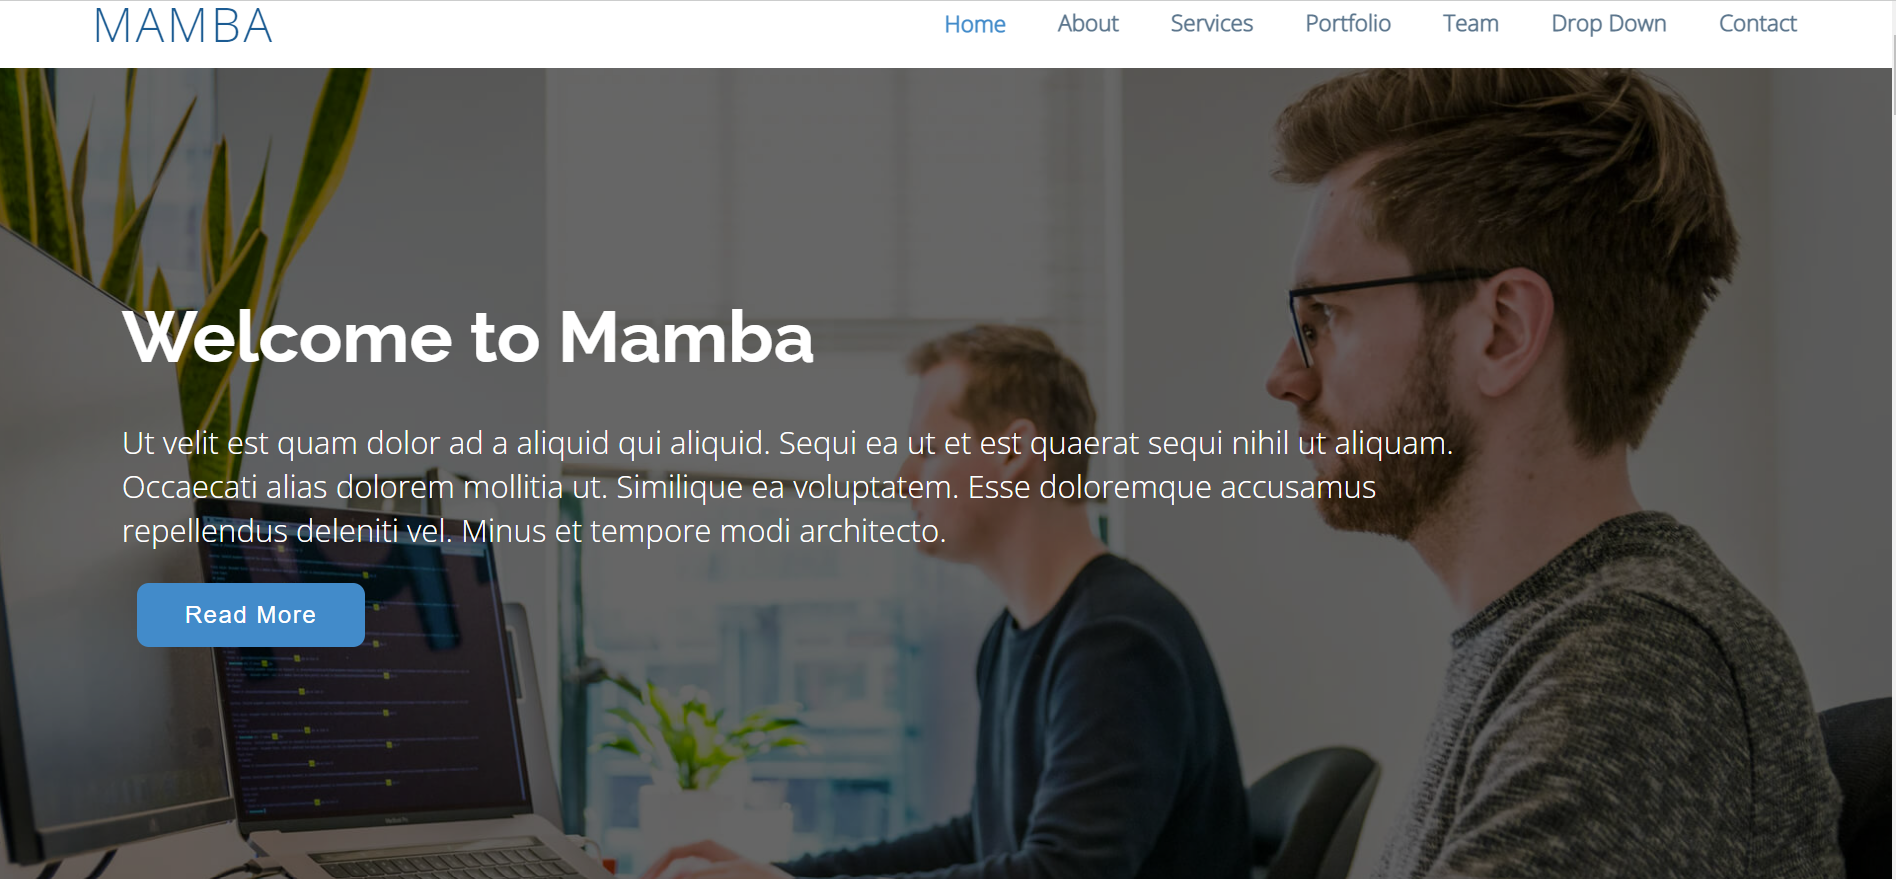 MAMBA
Home About Services Portfolio Team Drop Down Contact
Welcome to Mamba
Ut velit est quam dolor ad a aliquid qui aliquid. Sequi ea ut et est quaerat sequi nihil ut aliquam.
Occaecati alias dolorem mollitia ut. Similique ea voluptatem. Esse doloremque accusamus
repellendus deleniti vel. Minus et tempore modi architecto.
Read More